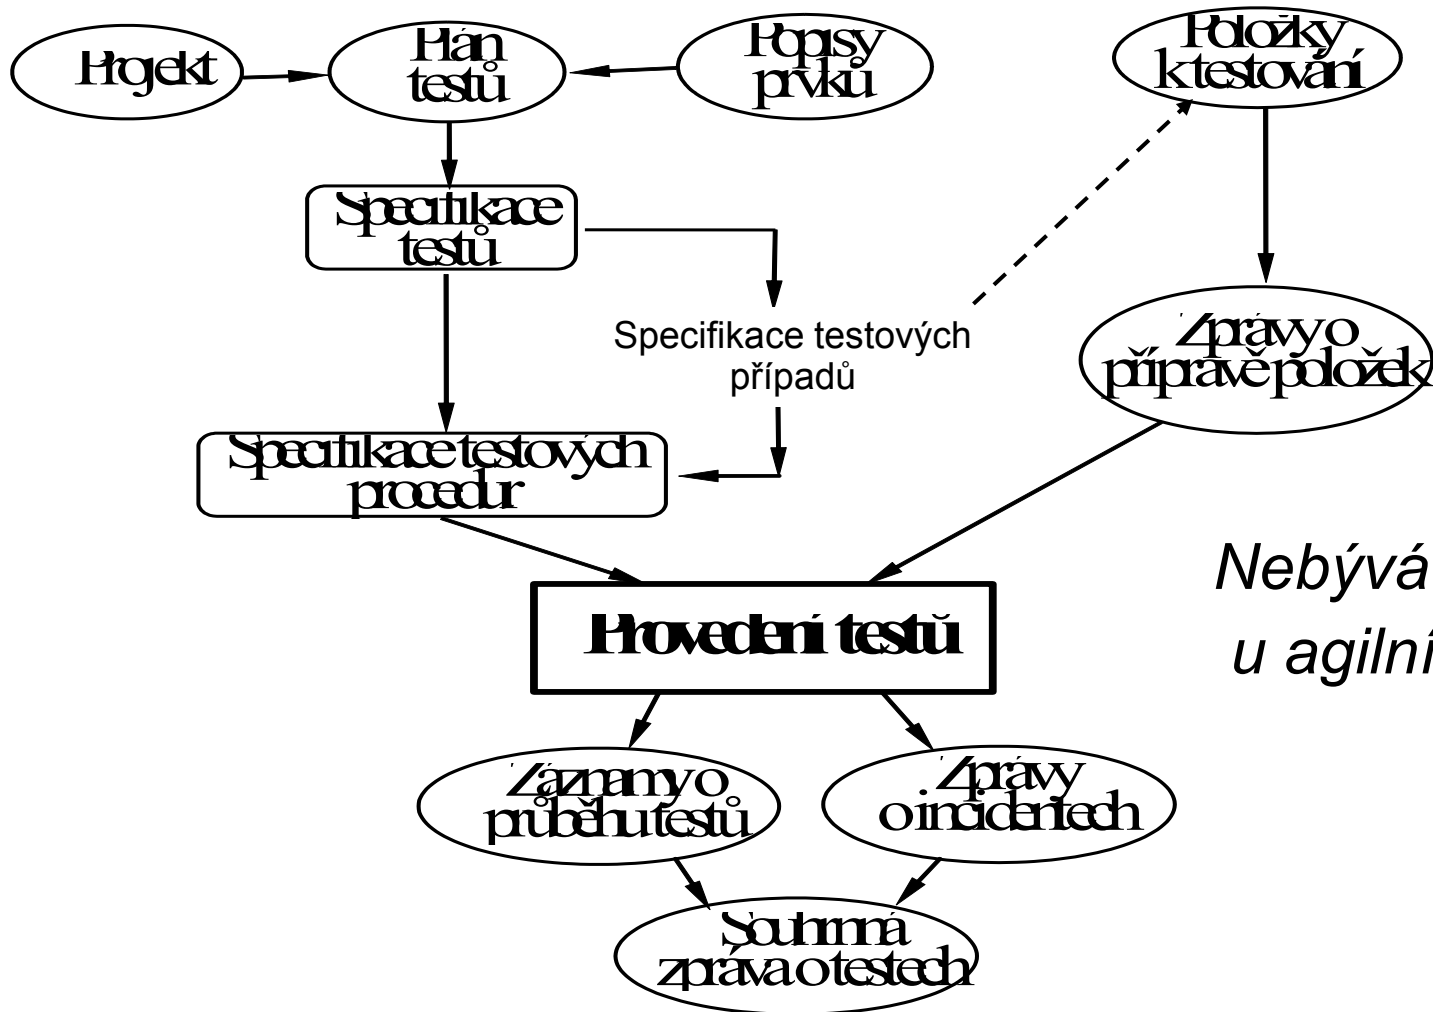 Projekt
Plán
testů
Popisy
prvků
Položky
k testování
Specifikace
testů
Specifikace testových
případů
Zprávy o
přípravě položek
Specifikace testových
procedur
Nebývá
u agilní
Provedení testů
Záznamy o
průběhu testů
Zprávy
o incidentech
Souhrnná
zpráva o testech